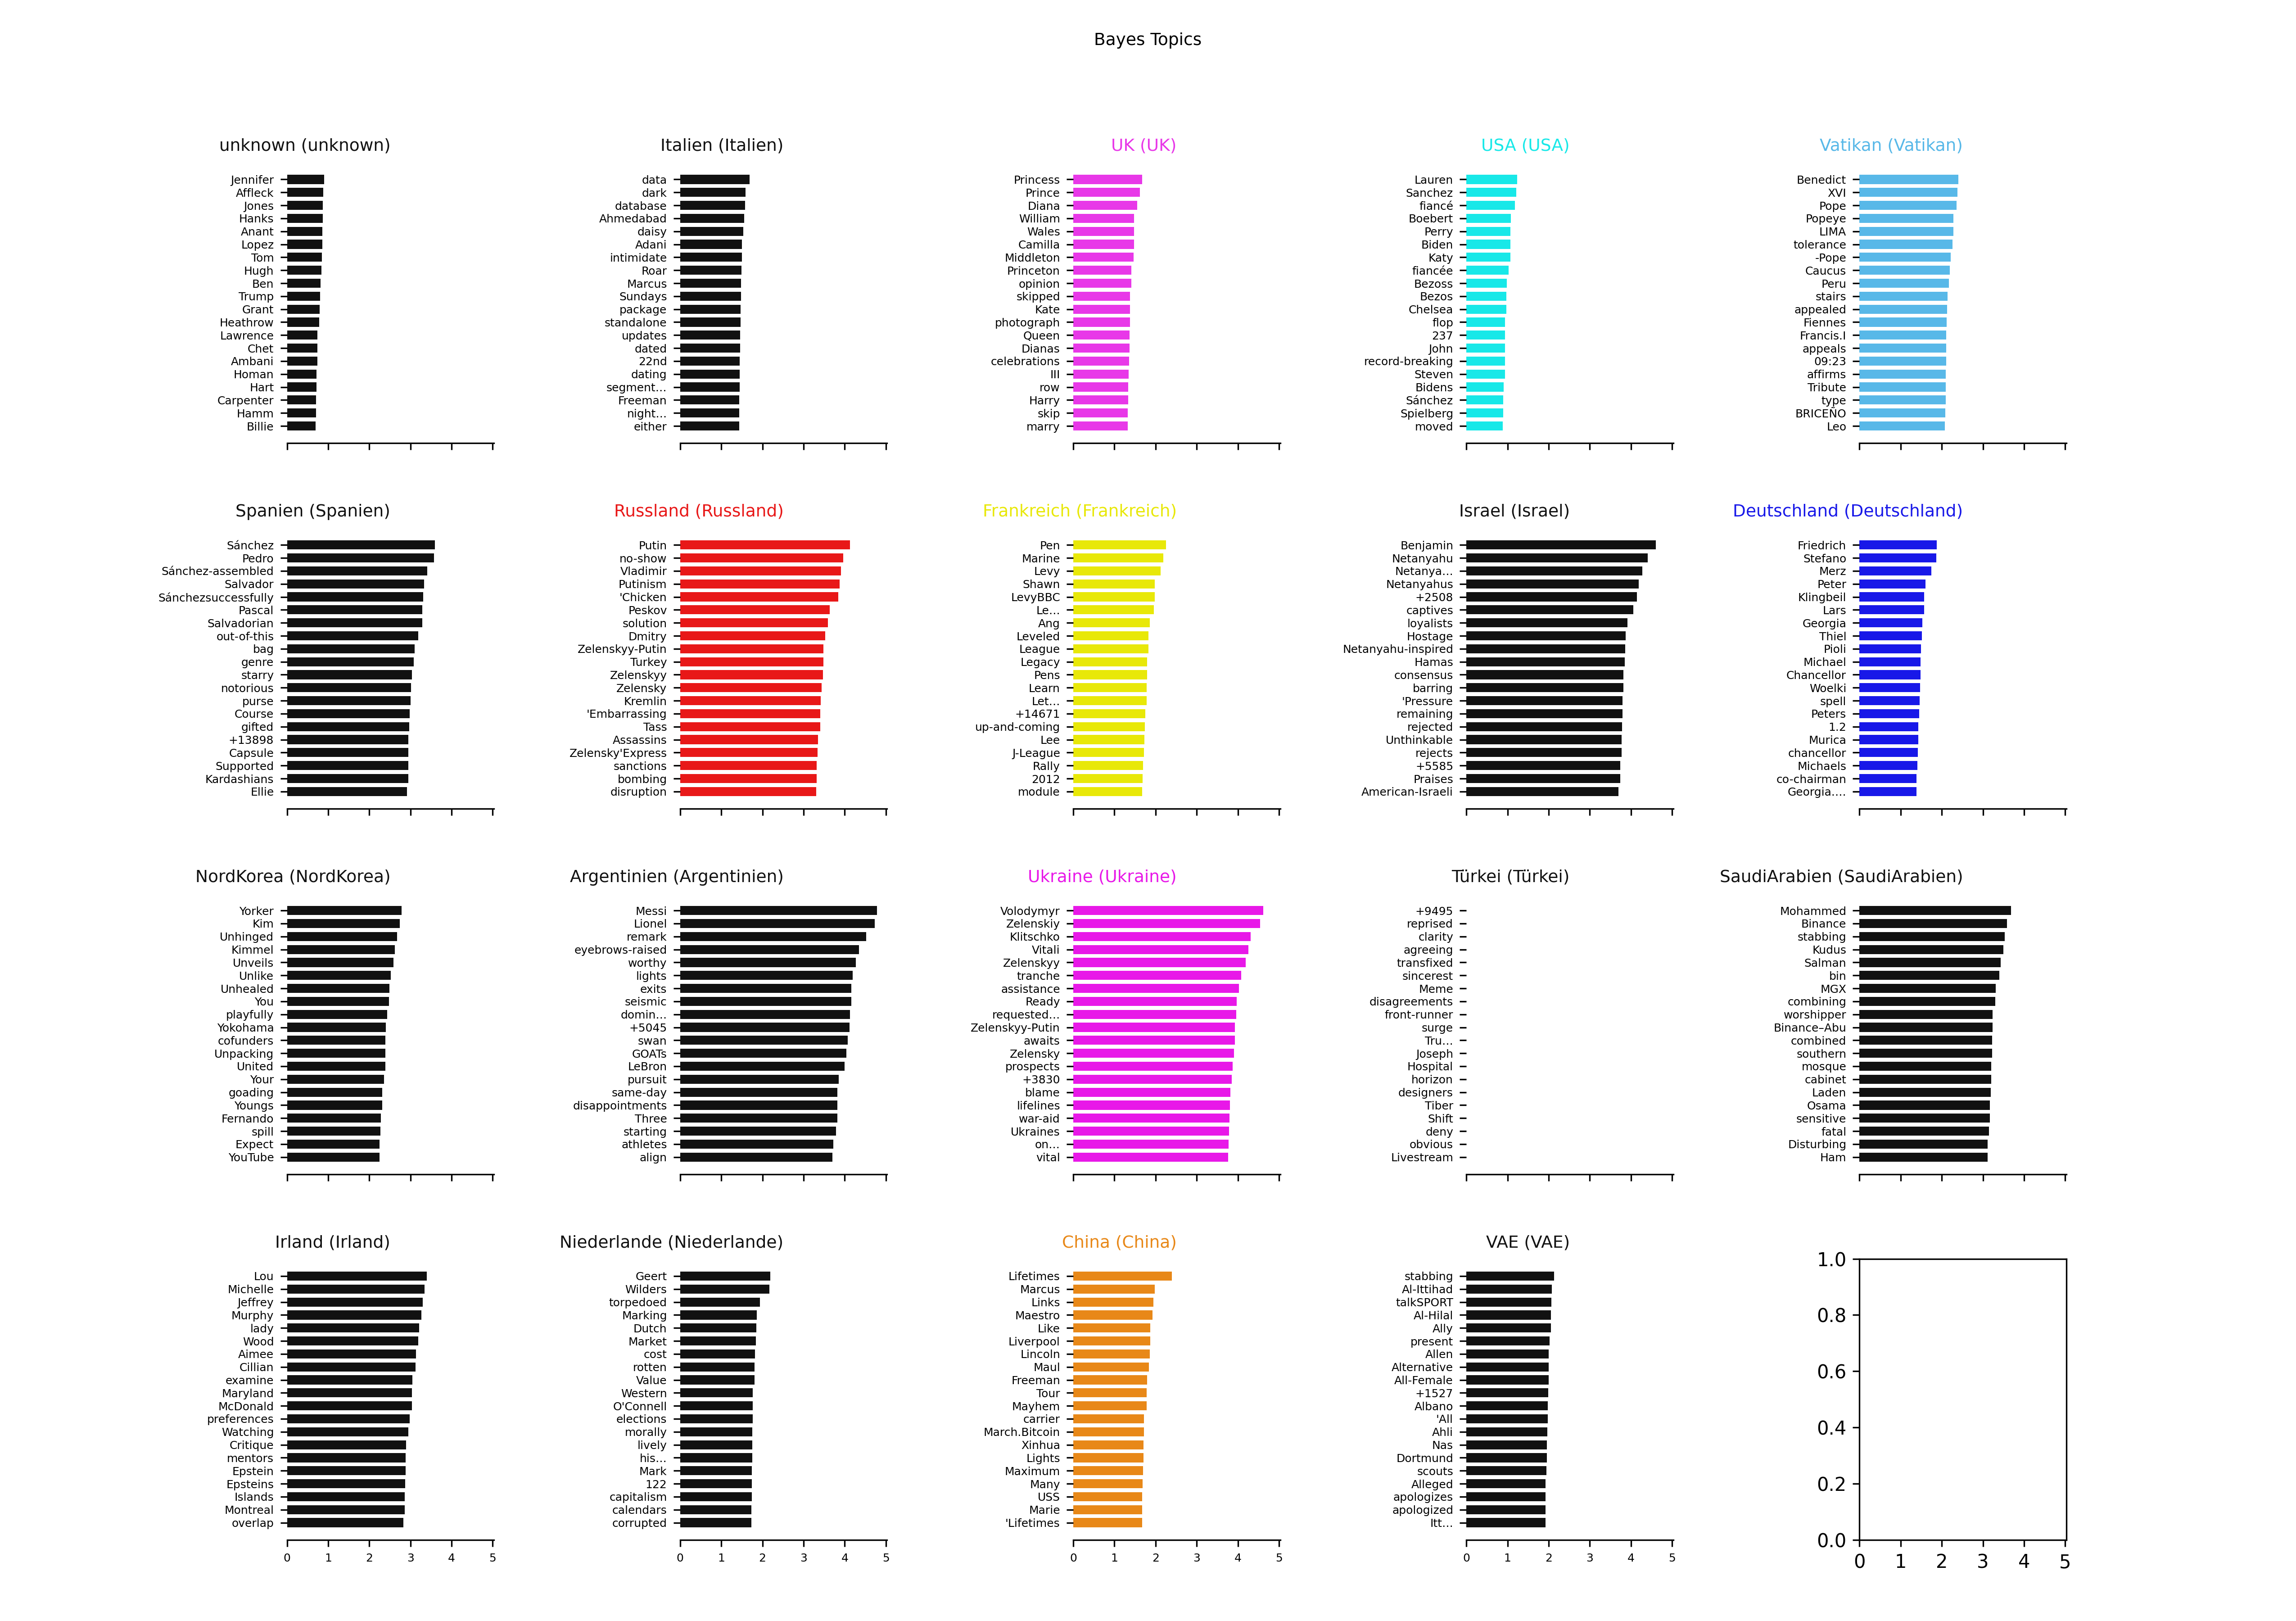 Bayes Topics
unknown (unknown)
Jennifer
Affleck
Jones
Hanks
Anant
Lopez
Tom
Hugh
Ben
Trump
Grant
Heathrow
Lawrence
Chet
Ambani
Homan
Hart
Carpenter
Hamm
Billie
Italien (Italien)
data
dark
database
Ahmedabad
daisy
Adani
intimidate
Roar
Marcus
Sundays
package
standalone
updates
dated
22nd
dating
segment…
Freeman
night…
either
UK (UK)
Princess
Prince
Diana
William
Wales
Camilla
Middleton
Princeton
opinion
skipped
Kate
photograph
Queen
Dianas
celebrations
III
row
Harry
skip
marry
USA (USA)
Lauren
Sanchez
fiancé
Boebert
Perry
Biden
Katy
fiancée
Bezoss
Bezos
Chelsea
flop
237
John
record-breaking
Steven
Bidens
Sánchez
Spielberg
moved
Vatikan (Vatikan)
Benedict
XVI
Pope
Popeye
LIMA
tolerance
-Pope
Caucus
Peru
stairs
appealed
Fiennes
Francis.I
appeals
09:23
affirms
Tribute
type
BRICEÑO
Leo
Spanien (Spanien)
Sánchez
Pedro
Sánchez-assembled
Salvador
Sánchezsuccessfully
Pascal
Salvadorian
out-of-this
bag
genre
starry
notorious
purse
Course
gifted
+13898
Capsule
Supported
Kardashians
Ellie
Russland (Russland)
Putin
no-show
Vladimir
Putinism
'Chicken
Peskov
solution
Dmitry
Zelenskyy-Putin
Turkey
Zelenskyy
Zelensky
Kremlin
'Embarrassing
Tass
Assassins
Zelensky'Express
sanctions
bombing
disruption
Frankreich (Frankreich)
Pen
Marine
Levy
Shawn
LevyBBC
Le…
Ang
Leveled
League
Legacy
Pens
Learn
Let…
+14671
up-and-coming
Lee
J-League
Rally
2012
module
Israel (Israel)
Benjamin
Netanyahu
Netanya…
Netanyahus
+2508
captives
loyalists
Hostage
Netanyahu-inspired
Hamas
consensus
barring
'Pressure
remaining
rejected
Unthinkable
rejects
+5585
Praises
American-Israeli
Deutschland (Deutschland)
Friedrich
Stefano
Merz
Peter
Klingbeil
Lars
Georgia
Thiel
Pioli
Michael
Chancellor
Woelki
spell
Peters
1.2
Murica
chancellor
Michaels
co-chairman
Georgia.…
NordKorea (NordKorea)
Yorker
Kim
Unhinged
Kimmel
Unveils
Unlike
Unhealed
You
playfully
Yokohama
cofunders
Unpacking
United
Your
goading
Youngs
Fernando
spill
Expect
YouTube
Argentinien (Argentinien)
Messi
Lionel
remark
eyebrows-raised
worthy
lights
exits
seismic
domin…
+5045
swan
GOATs
LeBron
pursuit
same-day
disappointments
Three
starting
athletes
align
Ukraine (Ukraine)
Volodymyr
Zelenskiy
Klitschko
Vitali
Zelenskyy
tranche
assistance
Ready
requested…
Zelenskyy-Putin
awaits
Zelensky
prospects
+3830
blame
lifelines
war-aid
Ukraines
on…
vital
Türkei (Türkei)
+9495
reprised
clarity
agreeing
transfixed
sincerest
Meme
disagreements
front-runner
surge
Tru…
Joseph
Hospital
horizon
designers
Tiber
Shift
deny
obvious
Livestream
SaudiArabien (SaudiArabien)
Mohammed
Binance
stabbing
Kudus
Salman
bin
MGX
combining
worshipper
Binance–Abu
combined
southern
mosque
cabinet
Laden
Osama
sensitive
fatal
Disturbing
Ham
Irland (Irland)
Lou
Michelle
Jeffrey
Murphy
lady
Wood
Aimee
Cillian
examine
Maryland
McDonald
preferences
Watching
Critique
mentors
Epstein
Epsteins
Islands
Montreal
overlap
0 1 2 3 4 5
Niederlande (Niederlande)
Geert
Wilders
torpedoed
Marking
Dutch
Market
cost
rotten
Value
Western
O'Connell
elections
morally
lively
his…
Mark
122
capitalism
calendars
corrupted
0 1 2 3 4 5
China (China)
Lifetimes
Marcus
Links
Maestro
Like
Liverpool
Lincoln
Maul
Freeman
Tour
Mayhem
carrier
March.Bitcoin
Xinhua
Lights
Maximum
Many
USS
Marie
'Lifetimes
0 1 2 3 4 5
VAE (VAE)
stabbing
Al-Ittihad
talkSPORT
Al-Hilal
Ally
present
Allen
Alternative
All-Female
+1527
Albano
'All
Ahli
Nas
Dortmund
scouts
Alleged
apologizes
apologized
Itt…
0 1 2 3 4 5
1.0
0.8
0.6
0.4
0.2
0.0
0 1 2 3 4 5